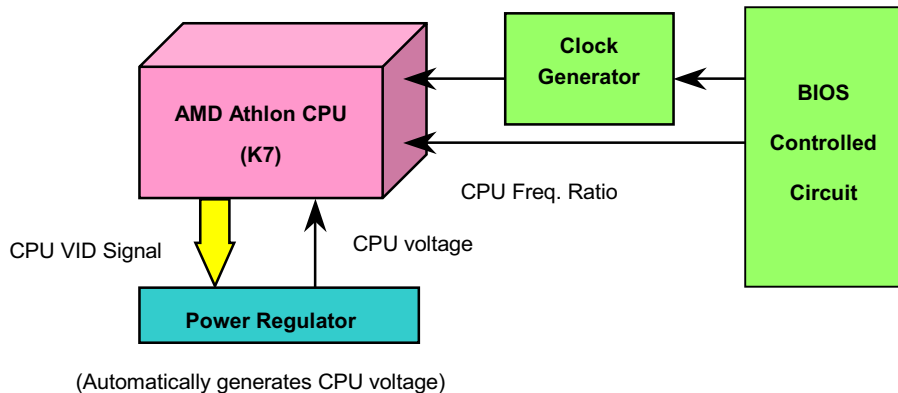 Clock
Generator
BIOS
Controlled
Circuit
AMD Athlon CPU
(K7)
CPU Freq. Ratio
CPU VID Signal
CPU voltage
Power Regulator
(Automatically generates CPU voltage)